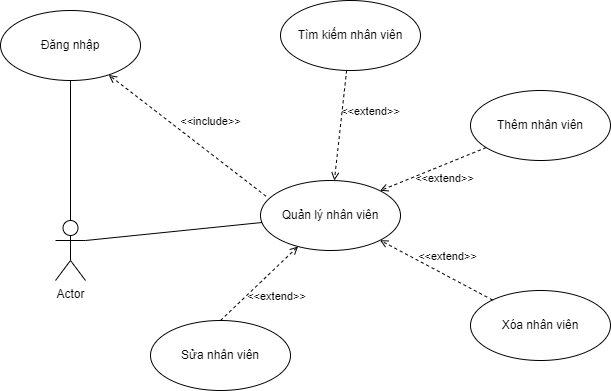 Tìm kiếm nhân viên
Đăng nhập
<<include>>
<<extend>>
Thêm nhân viên
<<extend>>
Quản lý nhân viên
<<extend>>
Actor
<<extend>>
Xóa nhân viên
Sửa nhân viên